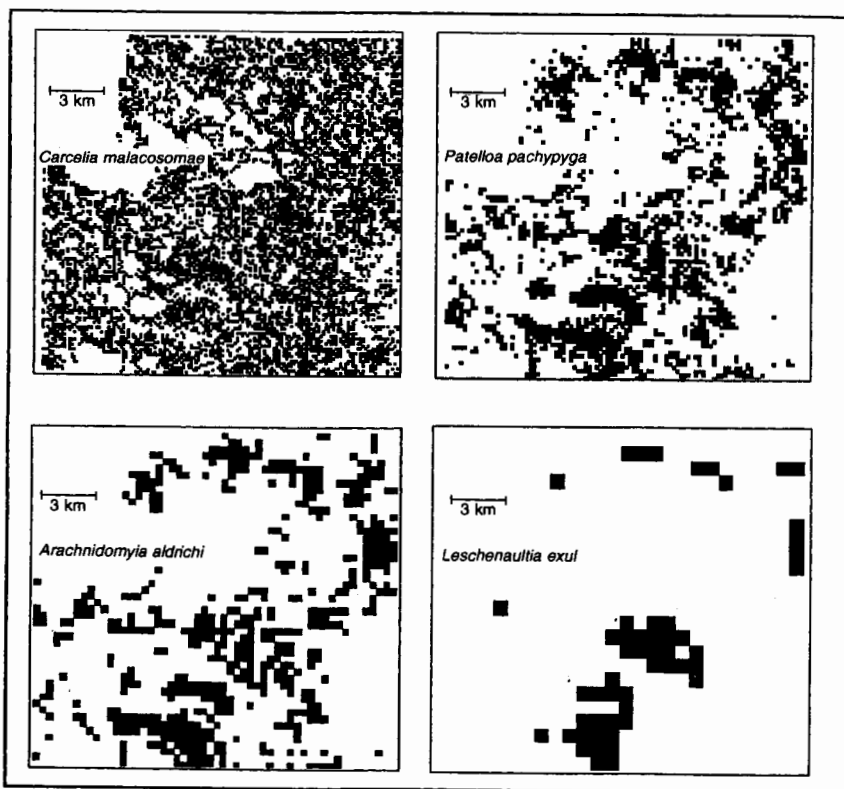 3 km
Carcelia malacosomae
3 km
Patelloa pachypyga
3 km
Arachnidomyia aldrichi
3 km
Leschenaultia exul